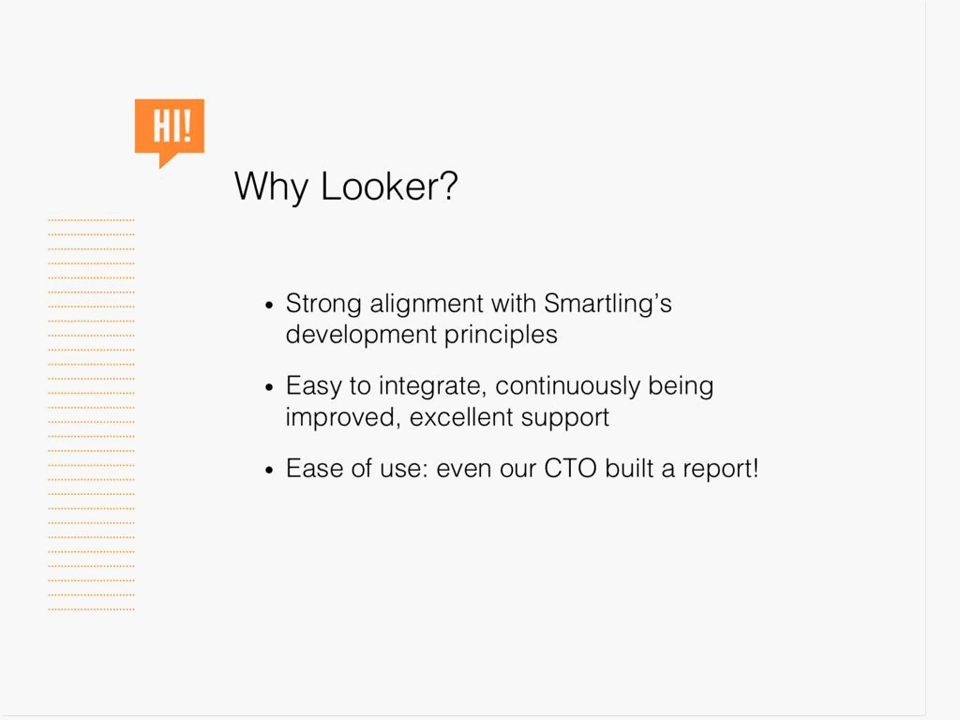 HI!
Why Looker?
• Strong alignment with Smartling’s
development principles
• Easy to integrate, continuously being
improved, excellent support
• Ease of use: even our CTO built a report!